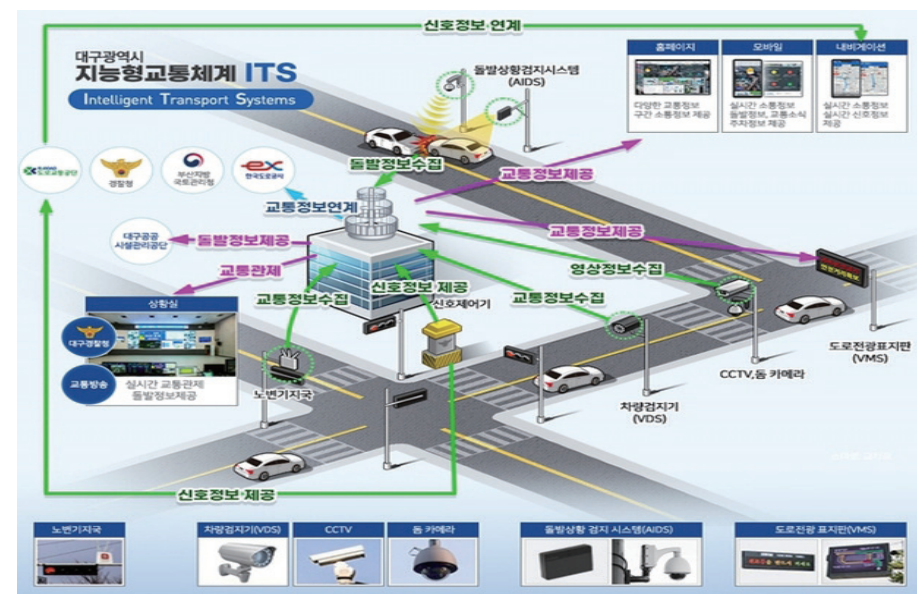 신호정보 연계
대구광역시
지능형교통체계 ITS
Intelligent Transport Systems
돌발상황검지시스템
(AIDS)
홈페이지
다양한 교통정보
구간 소통정보 제공
모바일
실시간 소통정보
돌발정보, 교통소식
주차정보 제공
내비게이션
실시간 소통정보
실시간 신호정보
제공
도로교통공단
경찰청
부산지방
국토관리청
ex
한국도로공사
돌발정보수집
교통정보제공
교통정보연계
대구공공
시설관리공단
돌발정보제공
교통정보제공
교통관제
영상정보수집
교통정보수집
신호정보 제공
교통정보수집
신호제어기
상황실
대구경찰청
교통방송
실시간 교통관제
돌발정보제공
노변기지국
차량검지기
(VDS)
CCTV,돔 카메라
도로전광표지판
(VMS)
신호정보 제공
노변기지국
차량검지기(VDS)
CCTV
돔 카메라
돌발상황 검지 시스템(AIDS)
도로전광 표지판(VMS)